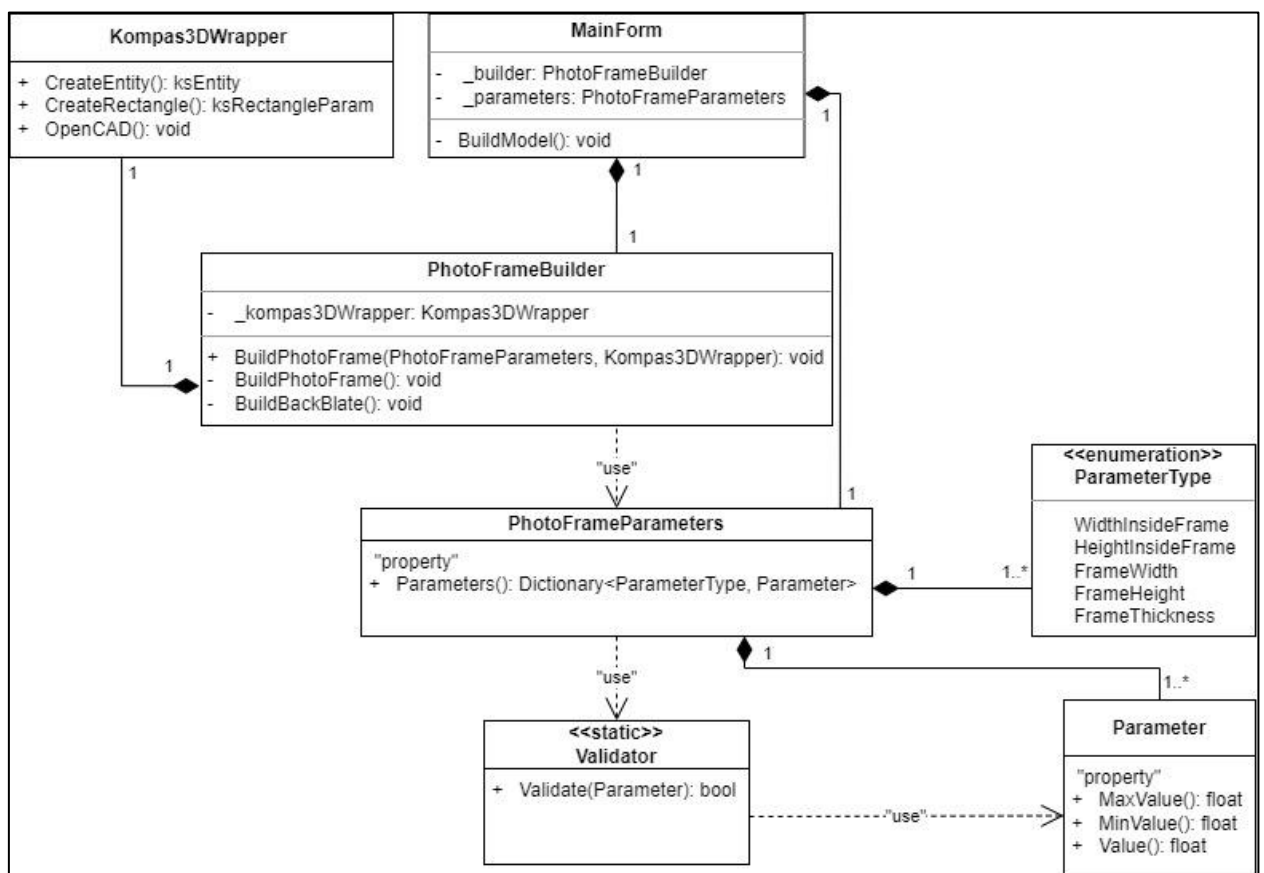 Kompas3DWrapper
+ CreateEntity(): ksEntity
+ CreateRectangle(): ksRectangleParam
+ OpenCAD(): void
MainForm
- _builder: PhotoFrameBuilder
- _parameters: PhotoFrameParameters
- BuildModel(): void
1
1
1
1
PhotoFrameBuilder
- _kompas3DWrapper: Kompas3DWrapper
+ BuildPhotoFrame(PhotoFrameParameters, Kompas3DWrapper): void
- BuildPhotoFrame(): void
- BuildBackBlate(): void
1
"use"
1
<<enumeration>>
ParameterType
WidthInsideFrame
HeightInsideFrame
FrameWidth
FrameHeight
FrameThickness
PhotoFrameParameters
"property"
+ Parameters(): Dictionary<ParameterType, Parameter>
1
1..*
"use"
1
1..*
<<static>>
Validator
+ Validate(Parameter): bool
"use"
Parameter
"property"
+ MaxValue(): float
+ MinValue(): float
+ Value(): float